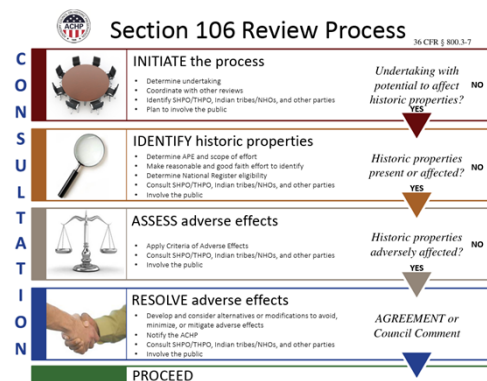 ACHP
Section 106 Review Process
36 CFR § 800.3-7
CONSULTATION
INITIATE the process
• Determine undertaking
• Coordinate with other reviews
• Identify SHPO/THPO, Indian tribes/NHOs, and other parties
• Plan to involve the public
Undertaking with
potential to affect
historic properties?
NO
YES
IDENTIFY historic properties
• Determine APE and scope of effort
• Make reasonable and good faith effort to identify
• Determine National Register eligibility
• Consult SHPO/THPO, Indian tribes/NHOs, and other parties
• Involve the public
Historic properties
present or affected?
NO
YES
ASSESS adverse effects
• Apply Criteria of Adverse Effects
• Consult SHPO/THPO, Indian tribes/NHOs, and other parties
• Involve the public
Historic properties
adversely affected?
NO
YES
RESOLVE adverse effects
• Develop and consider alternatives or modifications to avoid,
minimize, or mitigate adverse effects
• Notify the ACHP
• Consult SHPO/THPO, Indian tribes/NHOs, and other parties
• Involve the public
AGREEMENT or
Council Comment
PROCEED